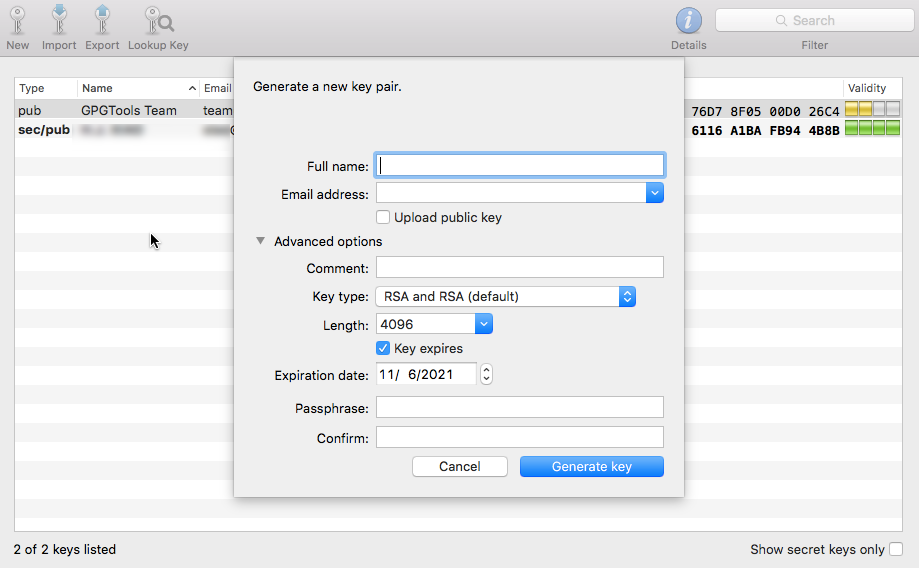 New Import Export Lookup Key Details Search
Filter
Type Name Email Validity
pub GPGTools Team team 76D7 8F05 00D0 26C4
sec/pub 6116 A1BA FB94 4B8B
Generate a new key pair.
Full name:
Email address:
Upload public key
Advanced options
Comment:
Key type: RSA and RSA (default)
Length: 4096
Key expires
Expiration date: 11/ 6/2021
Passphrase:
Confirm:
Cancel Generate key
2 of 2 keys listed Show secret keys only